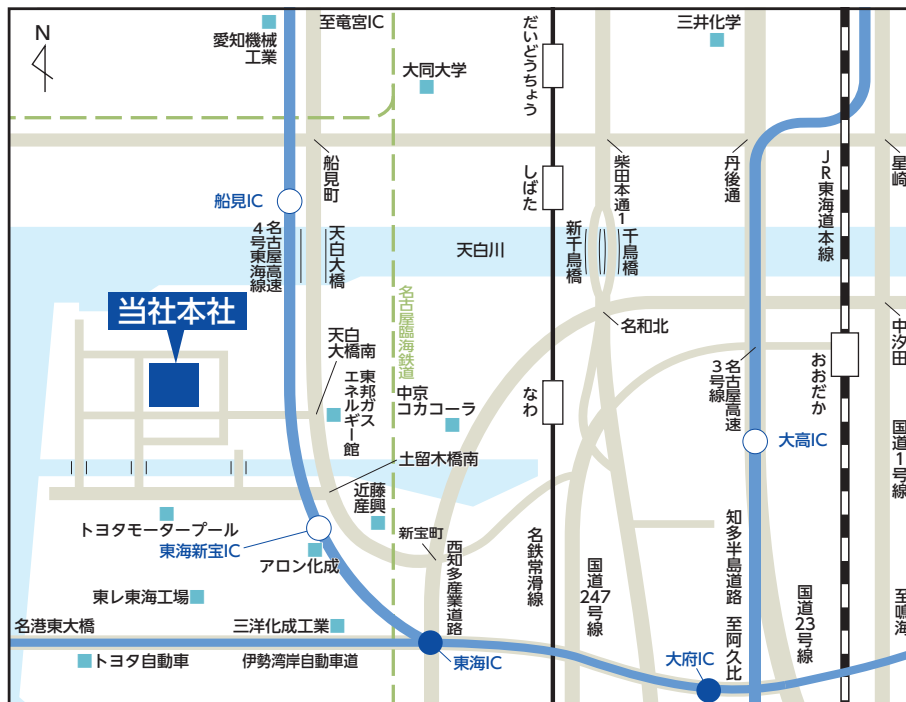 N
至竜宮IC
愛知機械
工業
大同大学
だいどうちょう
三井化学
船見町
しばた
柴田本通1
丹後通
JR東海道本線
星崎
船見IC
名古屋高速
4号東海線
天白大橋
天白川
新千鳥橋
千鳥橋
当社本社
名古屋臨海鉄道
名和北
中汐田
天白
大橋南
東邦ガス
エネルギー館
中京
コカコーラ
なわ
名古屋高速
3号線
おおだか
大高IC
国道1号線
土留木橋南
近藤
産興
トヨタモータープール
東海新宝IC
アロン化成
新宝町
西知多産業道路
名鉄常滑線
国道
247号線
知多半島道路
至阿久比
国道23号線
至鳴海
東レ東海工場
名港東大橋
三洋化成工業
トヨタ自動車
伊勢湾岸自動車道
東海IC
大府IC